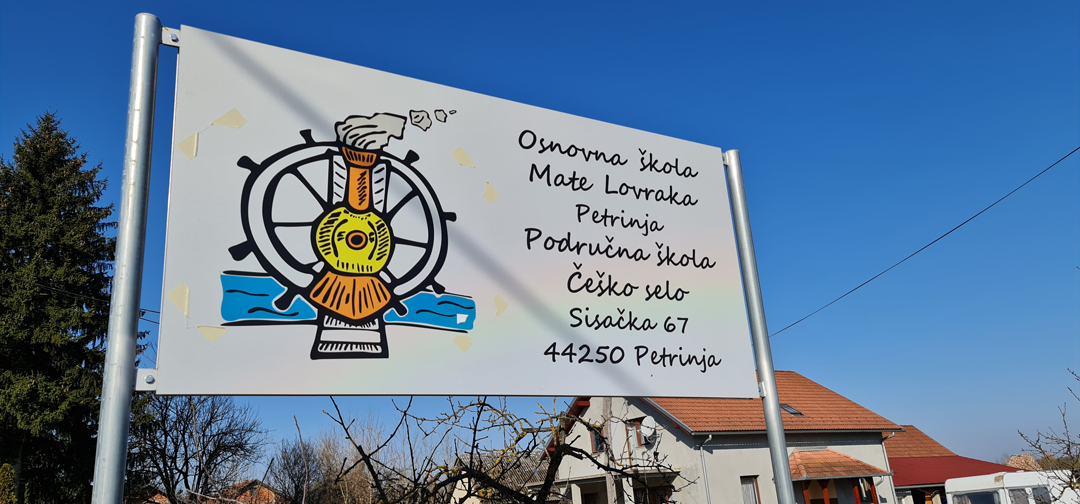 Osnovna škola
Mate Lovraka
Petrinja
Područna škola
Češko selo
Sisačka 67
44250 Petrinja